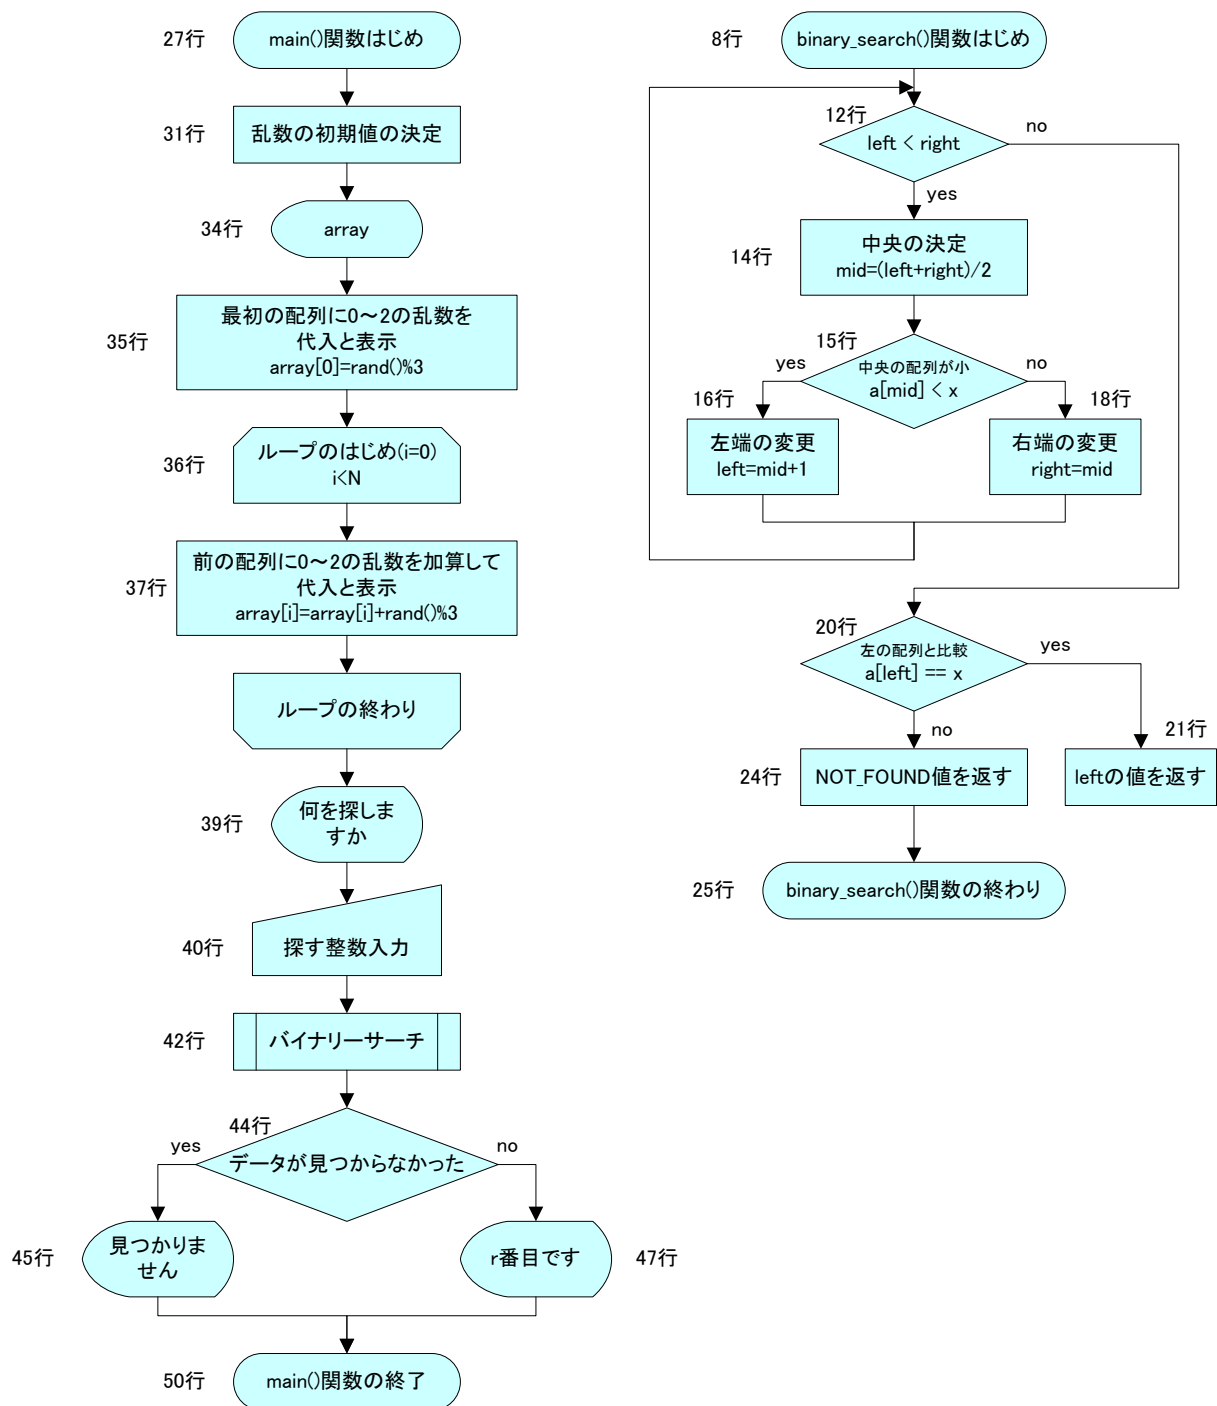 27行
main()関数はじめ
31行
乱数の初期値の決定
34行
array
35行
最初の配列に0～2の乱数を
代入と表示
array[0]=rand()%3
36行
ループのはじめ(i=0)
i<N
37行
前の配列に0～2の乱数を加算して
代入と表示
array[i]=array[i]+rand()%3
ループの終わり
39行
何を探しま
すか
40行
探す整数入力
42行
バイナリーサーチ
44行
yes
no
データが見つからなかった
45行
見つかりま
せん
r番目です
47行
50行
main()関数の終了
8行
binary_search()関数はじめ
12行
no
left < right
yes
14行
中央の決定
mid=(left+right)/2
15行
yes
中央の配列が小
no
a[mid] < x
16行
18行
左端の変更
left=mid+1
右端の変更
right=mid
20行
左の配列と比較
yes
a[left] == x
no
21行
24行
NOT_FOUND値を返す
leftの値を返す
25行
binary_search()関数の終わり